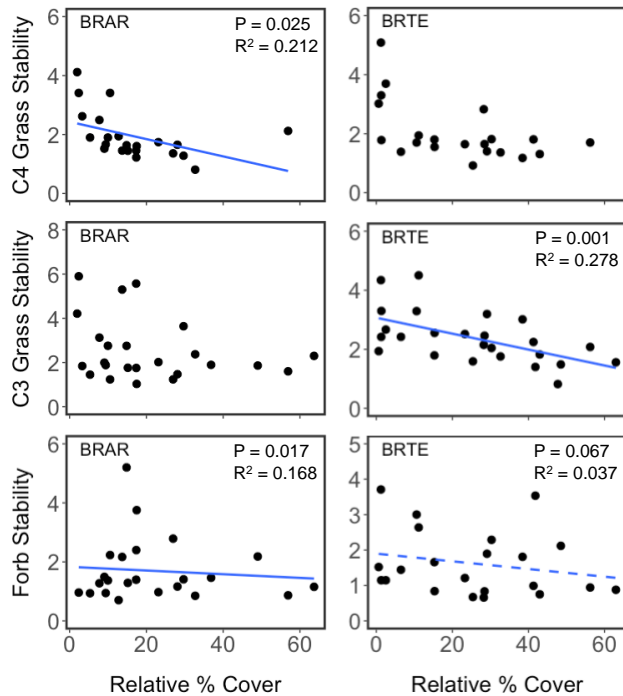 C4 Grass Stability
6
4
2
0
BRAR
P = 0.025
R² = 0.212
6
4
2
0
BRTE
C3 Grass Stability
8
6
4
2
0
BRAR
6
4
2
0
BRTE
P = 0.001
R² = 0.278
Forb Stability
6
4
2
0
BRAR
P = 0.017
R² = 0.168
0 20 40 60
Relative % Cover
5
4
3
2
1
0
BRTE
P = 0.067
R² = 0.037
0 20 40 60
Relative % Cover